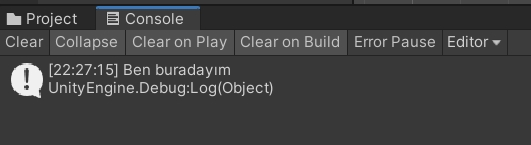 Project Console
Clear Collapse Clear on Play Clear on Build Error Pause Editor
[22:27:15] Ben buradayım
UnityEngine.Debug:Log(Object)